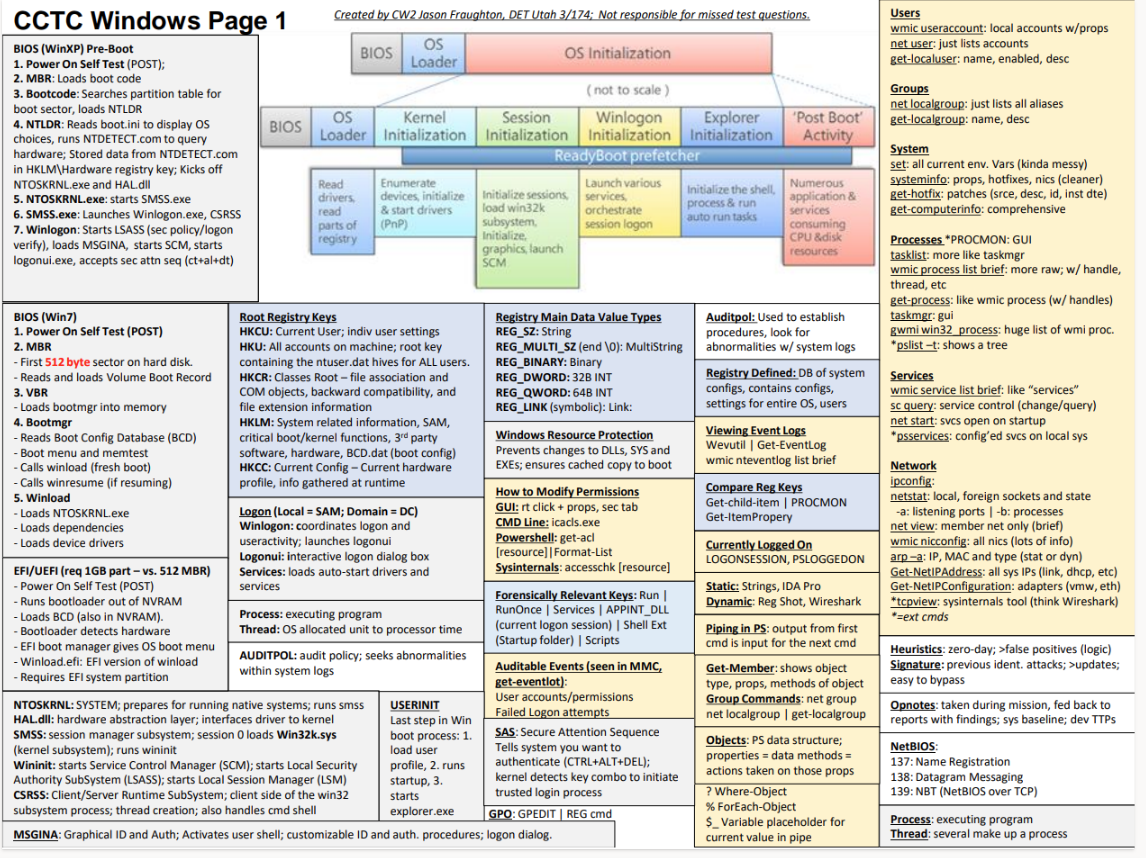 CCTC Windows Page 1
Created by CW2 Jason Fraughton, DET Utah 3/174; Not responsible for missed test questions.
BIOS (WinXP) Pre-Boot
1. Power On Self Test (POST);
2. MBR: Loads boot code
3. Bootcode: Searches partition table for
boot sector, loads NTLDR
4. NTLDR: Reads boot.ini to display OS
choices, runs NTDETECT.com to query
hardware; Stored data from NTDETECT.com
in HKLM\Hardware registry key; Kicks off
NTOSKRNL.exe and HAL.dll
5. NTOSKRNL.exe: starts SMSS.exe
6. SMSS.exe: Launches Winlogon.exe, CSRSS
7. Winlogon: Starts LSASS (sec policy/logon
verify), loads MSGINA, starts SCM, starts
logonui.exe, accepts sec attn seq (ct+al+dt)
BIOS
OS
Loader
OS Initialization
( not to scale )
BIOS
OS
Loader
Kernel
Initialization
Session
Initialization
Winlogon
Initialization
Explorer
Initialization
'Post Boot'
Activity
ReadyBoot prefetcher
Read
drivers,
read
parts of
registry
Enumerate
devices, initialize
& start drivers
(PnP)
Initialize sessions,
load win32k
subsystem,
Initialize,
graphics, launch
SCM
Launch various
services,
orchestrate
session logon
Initialize the shell,
process & run
auto run tasks
Numerous
application &
services
consuming
CPU &disk
resources
BIOS (Win7)
1. Power On Self Test (POST)
2. MBR
- First 512 byte sector on hard disk.
- Reads and loads Volume Boot Record
3. VBR
- Loads bootmgr into memory
4. Bootmgr
- Reads Boot Config Database (BCD)
- Boot menu and memtest
- Calls winload (fresh boot)
- Calls winresume (if resuming)
5. Winload
- Loads NTOSKRNL.exe
- Loads dependencies
- Loads device drivers
EFI/UEFI (req 1GB part – vs. 512 MBR)
- Power On Self Test (POST)
- Runs bootloader out of NVRAM
- Loads BCD (also in NVRAM).
- Bootloader detects hardware
- EFI boot manager gives OS boot menu
- Winload.efi: EFI version of winload
- Requires EFI system partition
Root Registry Keys
HKCU: Current User; indiv user settings
HKU: All accounts on machine; root key
containing the ntuser.dat hives for ALL users.
HKCR: Classes Root – file association and
COM objects, backward compatibility, and
file extension information
HKLM: System related information, SAM,
critical boot/kernel functions, 3rd party
software, hardware, BCD.dat (boot config)
HKCC: Current Config – Current hardware
profile, info gathered at runtime
Logon (Local = SAM; Domain = DC)
Winlogon: coordinates logon and
useractivity; launches logonui
Logonui: interactive logon dialog box
Services: loads auto-start drivers and
services
Process: executing program
Thread: OS allocated unit to processor time
AUDITPOL: audit policy; seeks abnormalities
within system logs
NTOSKRNL: SYSTEM; prepares for running native systems; runs smss
HAL.dll: hardware abstraction layer; interfaces driver to kernel
SMSS: session manager subsystem; session 0 loads Win32k.sys
(kernel subsystem); runs wininit
Wininit: starts Service Control Manager (SCM); starts Local Security
Authority SubSystem (LSASS); starts Local Session Manager (LSM)
CSRSS: Client/Server Runtime SubSystem; client side of the win32
subsystem process; thread creation; also handles cmd shell
USERINIT
Last step in Win
boot process: 1.
load user
profile, 2. runs
startup, 3.
starts
explorer.exe
MSGINA: Graphical ID and Auth; Activates user shell; customizable ID and auth. procedures; logon dialog.
Registry Main Data Value Types
REG_SZ: String
REG_MULTI_SZ (end \0): MultiString
REG_BINARY: Binary
REG_DWORD: 32B INT
REG_QWORD: 64B INT
REG_LINK (symbolic): Link:
Windows Resource Protection
Prevents changes to DLLs, SYS and
EXEs; ensures cached copy to boot
How to Modify Permissions
GUI: rt click + props, sec tab
CMD Line: icacls.exe
Powershell: get-acl
[resource]|Format-List
Sysinternals: accesschk [resource]
Forensically Relevant Keys: Run |
RunOnce | Services | APPINT_DLL
(current logon session) | Shell Ext
(Startup folder) | Scripts
Auditable Events (seen in MMC,
get-eventlot):
User accounts/permissions
Failed Logon attempts
SAS: Secure Attention Sequence
Tells system you want to
authenticate (CTRL+ALT+DEL);
kernel detects key combo to initiate
trusted login process
GPO: GPEDIT | REG cmd
Auditpol: Used to establish
procedures, look for
abnormalities w/ system logs
Registry Defined: DB of system
configs, contains configs,
settings for entire OS, users
Viewing Event Logs
Wevutil | Get-EventLog
wmic nteventlog list brief
Compare Reg Keys
Get-child-item | PROCMON
Get-ItemPropery
Currently Logged On
LOGONSESSION, PSLOGGEDON
Static: Strings, IDA Pro
Dynamic: Reg Shot, Wireshark
Piping in PS: output from first
cmd is input for the next cmd
Get-Member: shows object
type, props, methods of object
Group Commands: net group
net localgroup | get-localgroup
Objects: PS data structure;
properties = data methods =
actions taken on those props
? Where-Object
% ForEach-Object
$_ Variable placeholder for
current value in pipe
Users
wmic useraccount: local accounts w/props
net user: just lists accounts
get-localuser: name, enabled, desc
Groups
net localgroup: just lists all aliases
get-localgroup: name, desc
System
set: all current env. Vars (kinda messy)
systeminfo: props, hotfixes, nics (cleaner)
get-hotfix: patches (srce, desc, id, inst dte)
get-computerinfo: comprehensive
Processes *PROCMON: GUI
tasklist: more like taskmgr
wmic process list brief: more raw; w/ handle,
thread, etc
get-process: like wmic process (w/ handles)
taskmgr: gui
gwmi win32_process: huge list of wmi proc.
*pslist –t: shows a tree
Services
wmic service list brief: like "services"
sc query: service control (change/query)
net start: svcs open on startup
*psservices: config'ed svcs on local sys
Network
ipconfig:
netstat: local, foreign sockets and state
-a: listening ports | -b: processes
net view: member net only (brief)
wmic nicconfig: all nics (lots of info)
arp –a: IP, MAC and type (stat or dyn)
Get-NetIPAddress: all sys IPs (link, dhcp, etc)
Get-NetIPConfiguration: adapters (vmw, eth)
*tcpview: sysinternals tool (think Wireshark)
*=ext cmds
Heuristics: zero-day; >false positives (logic)
Signature: previous ident. attacks; >updates;
easy to bypass
Opnotes: taken during mission, fed back to
reports with findings; sys baseline; dev TTPs
NetBIOS:
137: Name Registration
138: Datagram Messaging
139: NBT (NetBIOS over TCP)
Process: executing program
Thread: several make up a process